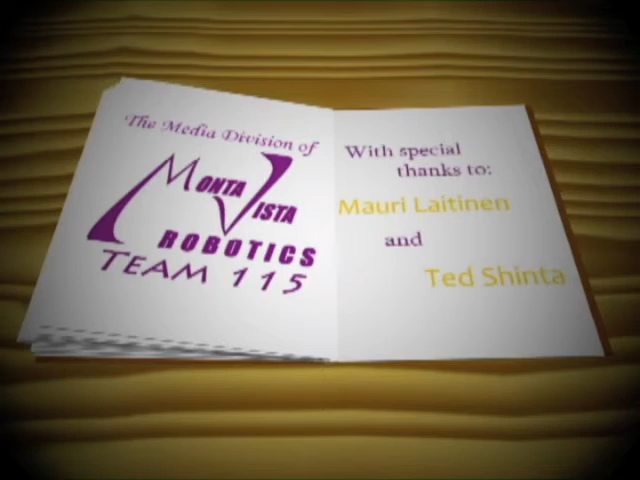 The Media Division of
MONTA VISTA
ROBOTICS
TEAM 115
With special
thanks to:
Mauri Laitinen
and
Ted Shinta